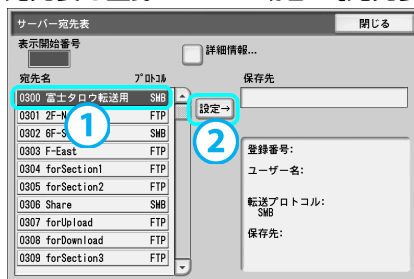 サーバー宛先表
閉じる
表示開始番号
詳細情報...
宛先名 プロトコル
保存先
0300 富士タロウ転送用 SMB
設定→
0301 2F-N FTP
1
2
0302 6F-S SMB
0303 F-East FTP
0304 forSection1 FTP
0305 forSection2 FTP
0306 Share SMB
0307 forUpload FTP
0308 forDownload FTP
0309 forSection3 FTP
登録番号:
ユーザー名:
転送プロトコル:
SMB
保存先: